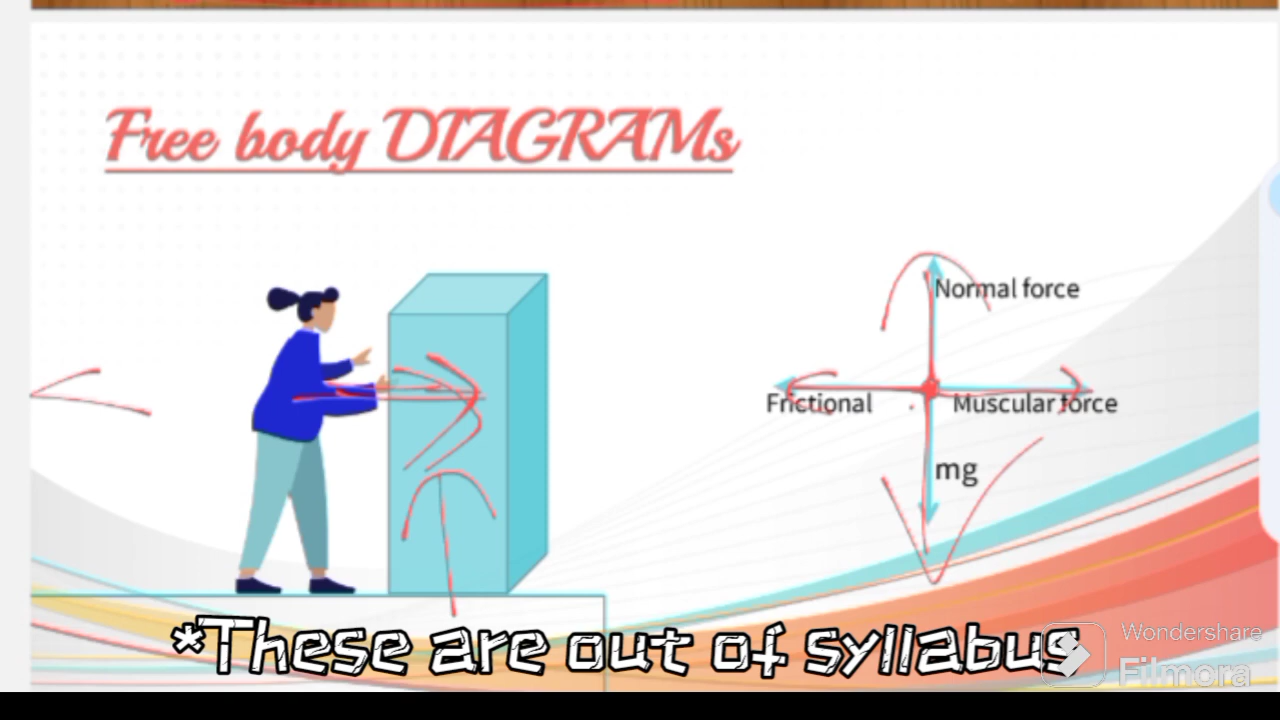 Free body DIAGRAMs
Normal force
Frictional
Muscular force
mg
*These are out of syllabus
Wondershare
Filmora